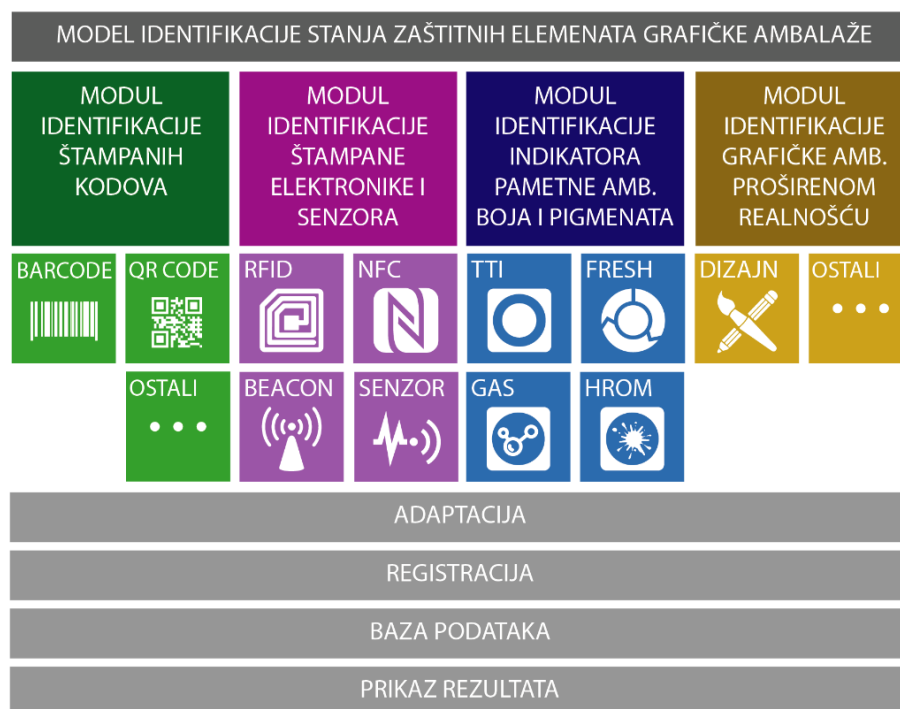 MODEL IDENTIFIKACIJE STANJA ZAŠTITNIH ELEMENATA GRAFIČKE AMBALAŽE
MODUL
IDENTIFIKACIJE
ŠTAMPANIH
KODOVA
MODUL
IDENTIFIKACIJE
ŠTAMPANE
ELEKTRONIKE I
SENZORA
MODUL
IDENTIFIKACIJE
INDIKATORA
PAMETNE AMB.
BOJA I PIGMENATA
MODUL
IDENTIFIKACIJE
GRAFIČKE AMB.
PROŠIRENOM
REALNOŠĆU
BARCODE
QR CODE
RFID
NFC
TTI
FRESH
DIZAJN
OSTALI
OSTALI
BEACON
SENZOR
GAS
HROM
ADAPTACIJA
REGISTRACIJA
BAZA PODATAKA
PRIKAZ REZULTATA